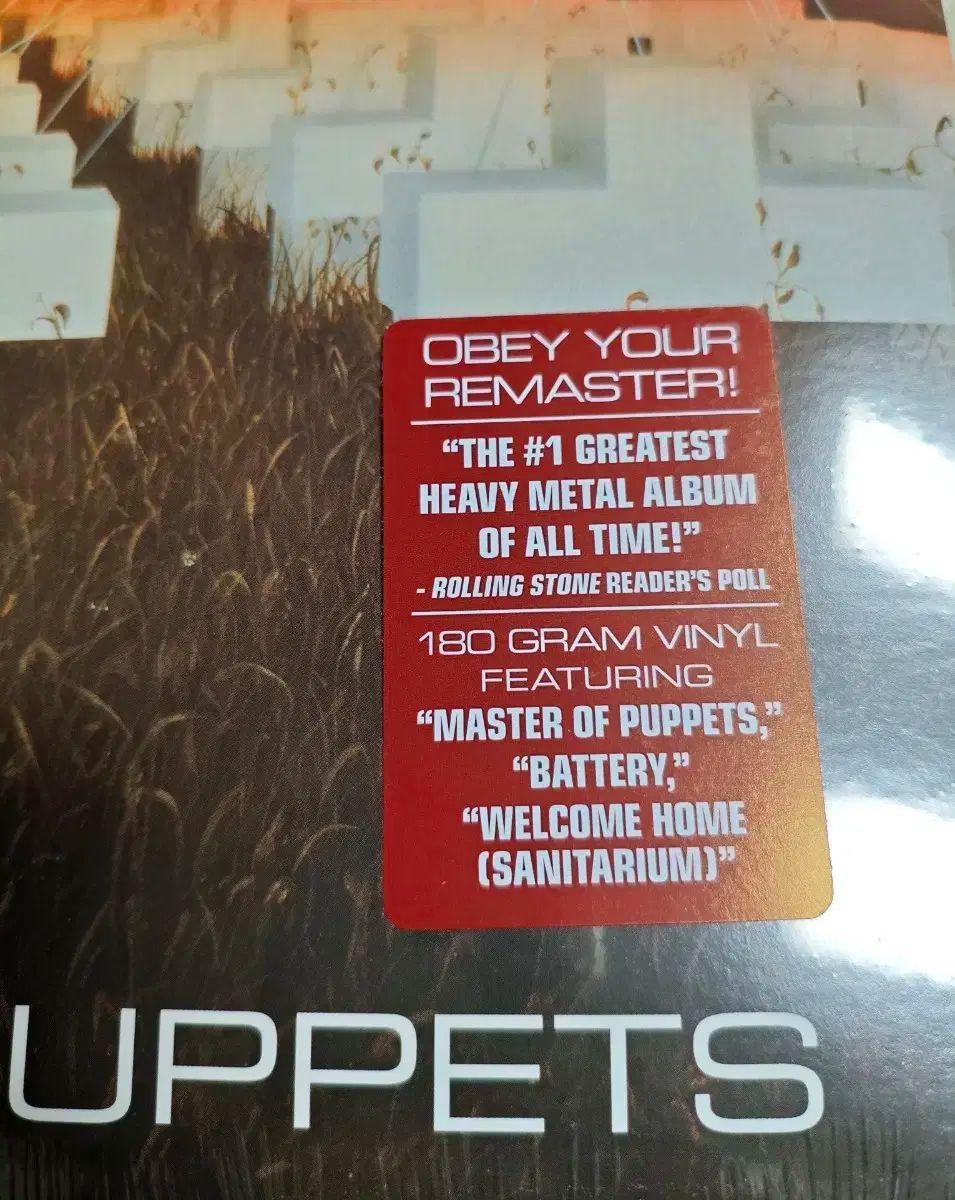 OBEY YOUR
REMASTER!
“THE #1 GREATEST
HEAVY METAL ALBUM
OF ALL TIME!”
- ROLLING STONE READER’S POLL
180 GRAM VINYL
FEATURING
“MASTER OF PUPPETS,”
“BATTERY,”
“WELCOME HOME
(SANITARIUM)”
UPPETS